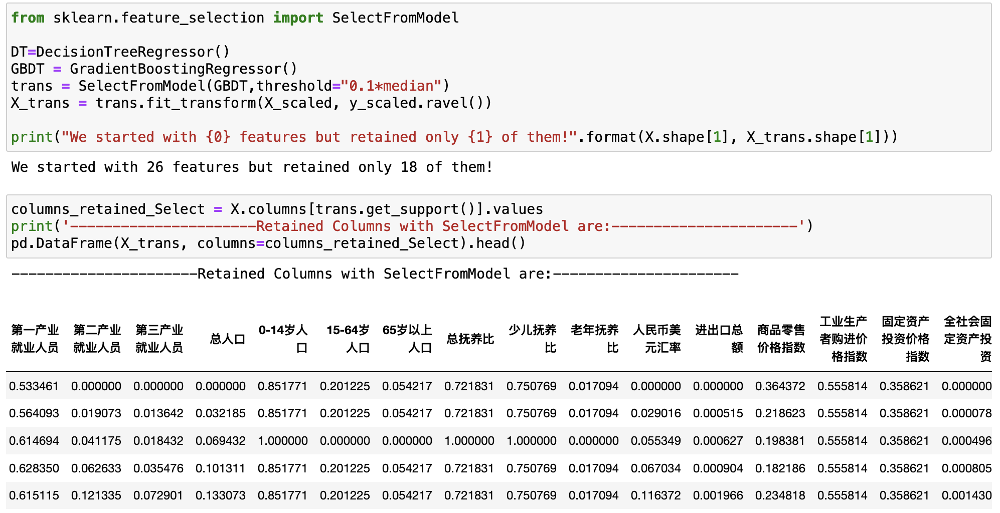 from sklearn.feature_selection import SelectFromModel
DT=DecisionTreeRegressor()
GBDT = GradientBoostingRegressor()
trans = SelectFromModel(GBDT,threshold="0.1*median")
X_trans = trans.fit_transform(X_scaled, y_scaled.ravel())
print("We started with {0} features but retained only {1} of them!".format(X.shape[1], X_trans.shape[1]))
We started with 26 features but retained only 18 of them!
columns_retained_Select = X.columns[trans.get_support()].values
print('----------------------Retained Columns with SelectFromModel are:----------------------')
pd.DataFrame(X_trans, columns=columns_retained_Select).head()
----------------------Retained Columns with SelectFromModel are:----------------------
第一产业就业人员 第二产业就业人员 第三产业就业人员 总人口 0-14岁人口 15-64岁人口 65岁以上人口 总抚养比 少儿抚养比 老年抚养比 人民币美元汇率 进出口总额 商品零售价格指数 工业生产者购进价格指数 固定资产投资价格指数 全社会固定资产投资
0.533461 0.000000 0.000000 0.000000 0.851771 0.201225 0.054217 0.721831 0.750769 0.017094 0.000000 0.000000 0.364372 0.555814 0.358621 0.000000
0.564093 0.019073 0.013642 0.032185 0.851771 0.201225 0.054217 0.721831 0.750769 0.017094 0.029016 0.000515 0.218623 0.555814 0.358621 0.000078
0.614694 0.041175 0.018432 0.069432 1.000000 0.000000 0.000000 1.000000 1.000000 0.000000 0.055349 0.000627 0.198381 0.555814 0.358621 0.000496
0.628350 0.062633 0.035476 0.101311 0.851771 0.201225 0.054217 0.721831 0.750769 0.017094 0.067034 0.000904 0.182186 0.555814 0.358621 0.000805
0.615115 0.121335 0.072901 0.133073 0.851771 0.201225 0.054217 0.721831 0.750769 0.017094 0.116372 0.001966 0.234818 0.555814 0.358621 0.001430